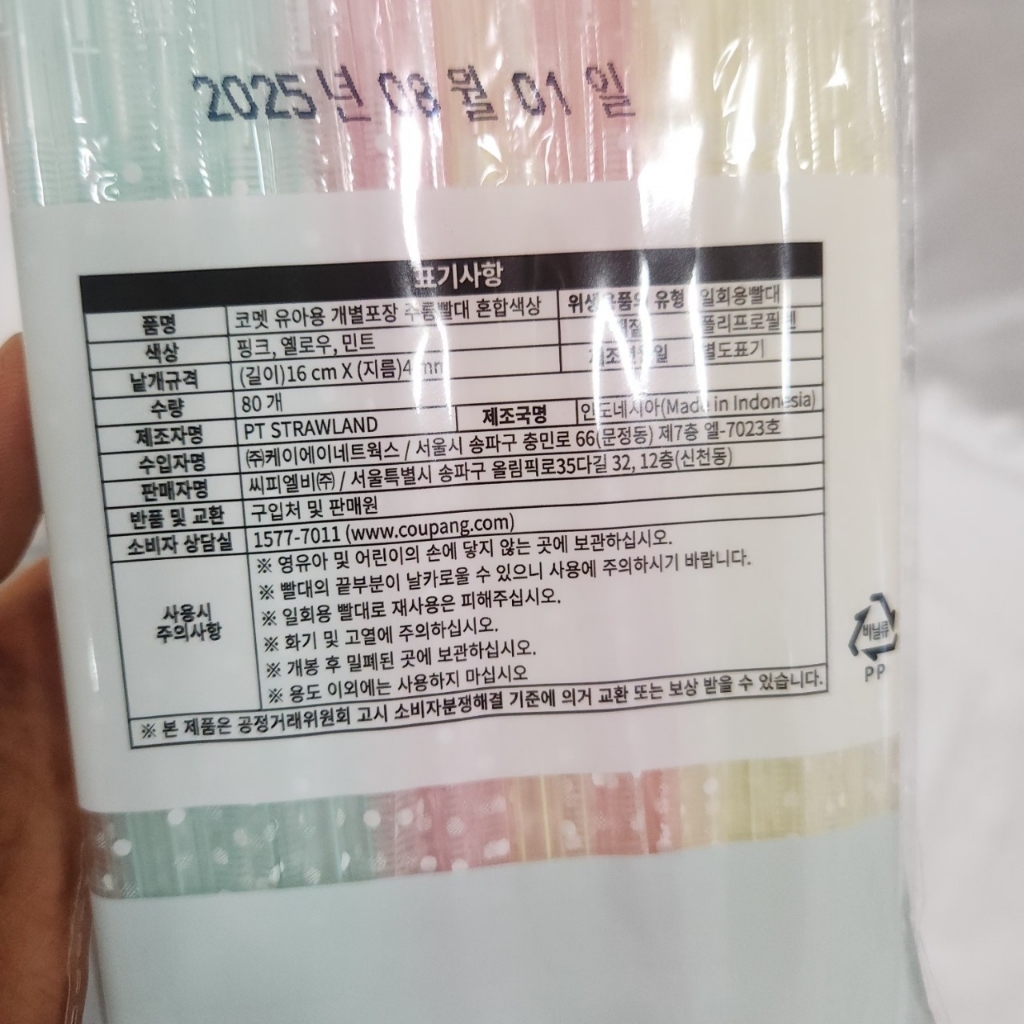 2025년 08월 01일
표기사항
품명 코멧 유아용 개별포장 주름빨대 혼합색상 위생용품의 유형 일회용빨대
색상 핑크, 옐로우, 민트 폴리프로필렌
낱개규격 (길이)16 cm X (지름)4 mm 별도표기
수량 80 개
제조자명 PT STRAWLAND 제조국명 인도네시아(Made in Indonesia)
수입자명 ㈜케이에이네트웍스 / 서울시 송파구 충민로 66(문정동) 제7층 엘-7023호
판매자명 씨피엘비㈜ / 서울특별시 송파구 올림픽로35다길 32, 12층(신천동)
반품 및 교환 구입처 및 판매원
소비자 상담실 1577-7011 (www.coupang.com)
사용시
주의사항
※ 영유아 및 어린이의 손에 닿지 않는 곳에 보관하십시오.
※ 빨대의 끝부분이 날카로울 수 있으니 사용에 주의하시기 바랍니다.
※ 일회용 빨대로 재사용은 피해주십시오.
※ 화기 및 고열에 주의하십시오.
※ 개봉 후 밀폐된 곳에 보관하십시오.
※ 용도 이외에는 사용하지 마십시오
※ 본 제품은 공정거래위원회 고시 소비자분쟁해결 기준에 의거 교환 또는 보상 받을 수 있습니다.
비닐류
PP